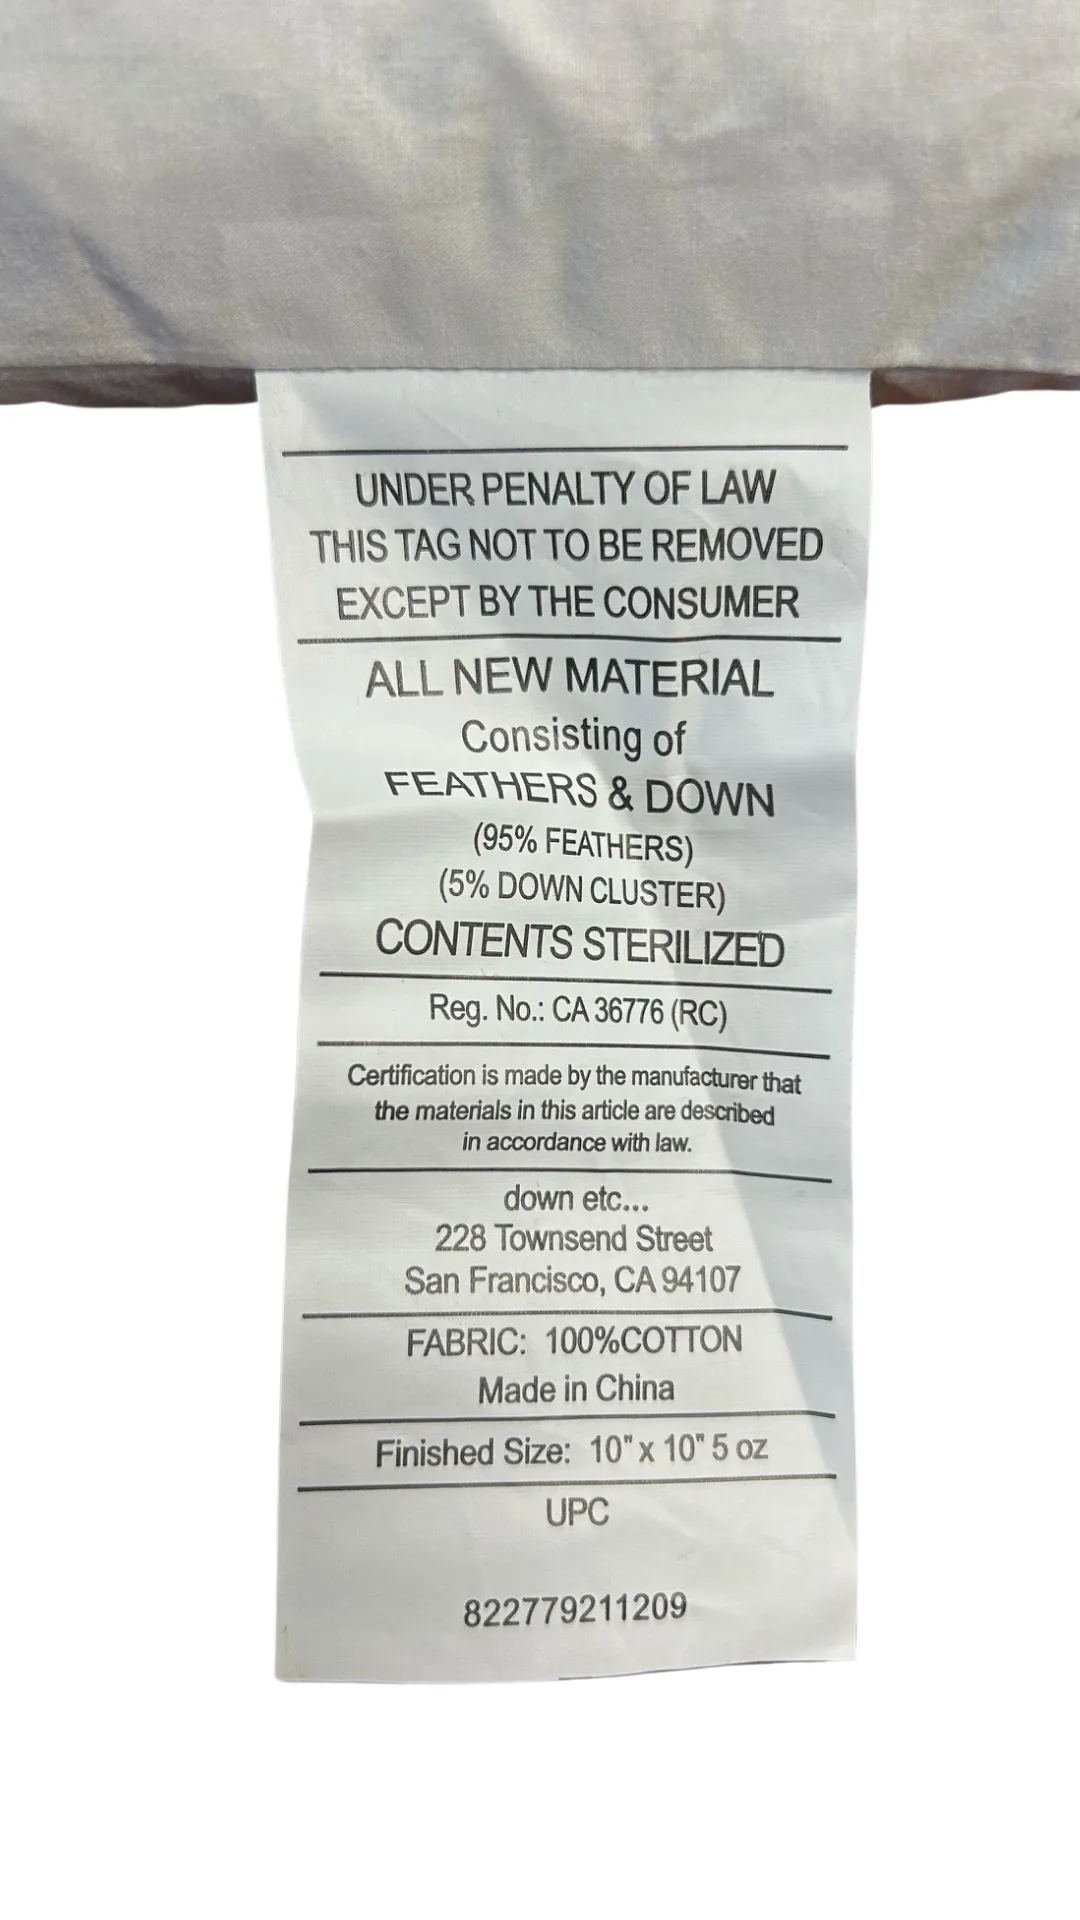 UNDER PENALTY OF LAW
THIS TAG NOT TO BE REMOVED
EXCEPT BY THE CONSUMER
ALL NEW MATERIAL
Consisting of
FEATHERS & DOWN
(95% FEATHERS)
(5% DOWN CLUSTER)
CONTENTS STERILIZED
Reg. No.: CA 36776 (RC)
Certification is made by the manufacturer that
the materials in this article are described
in accordance with law.
down etc...
228 Townsend Street
San Francisco, CA 94107
FABRIC: 100%COTTON
Made in China
Finished Size: 10" x 10" 5 oz
UPC
822779211209